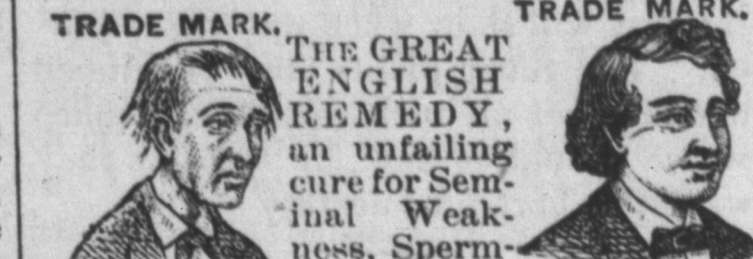 TRADE MARK.
THE GREAT
ENGLISH
REMEDY,
an unfailing
cure for Sem-
inal Weak-
ness, Sperm-
TRADE MARK.